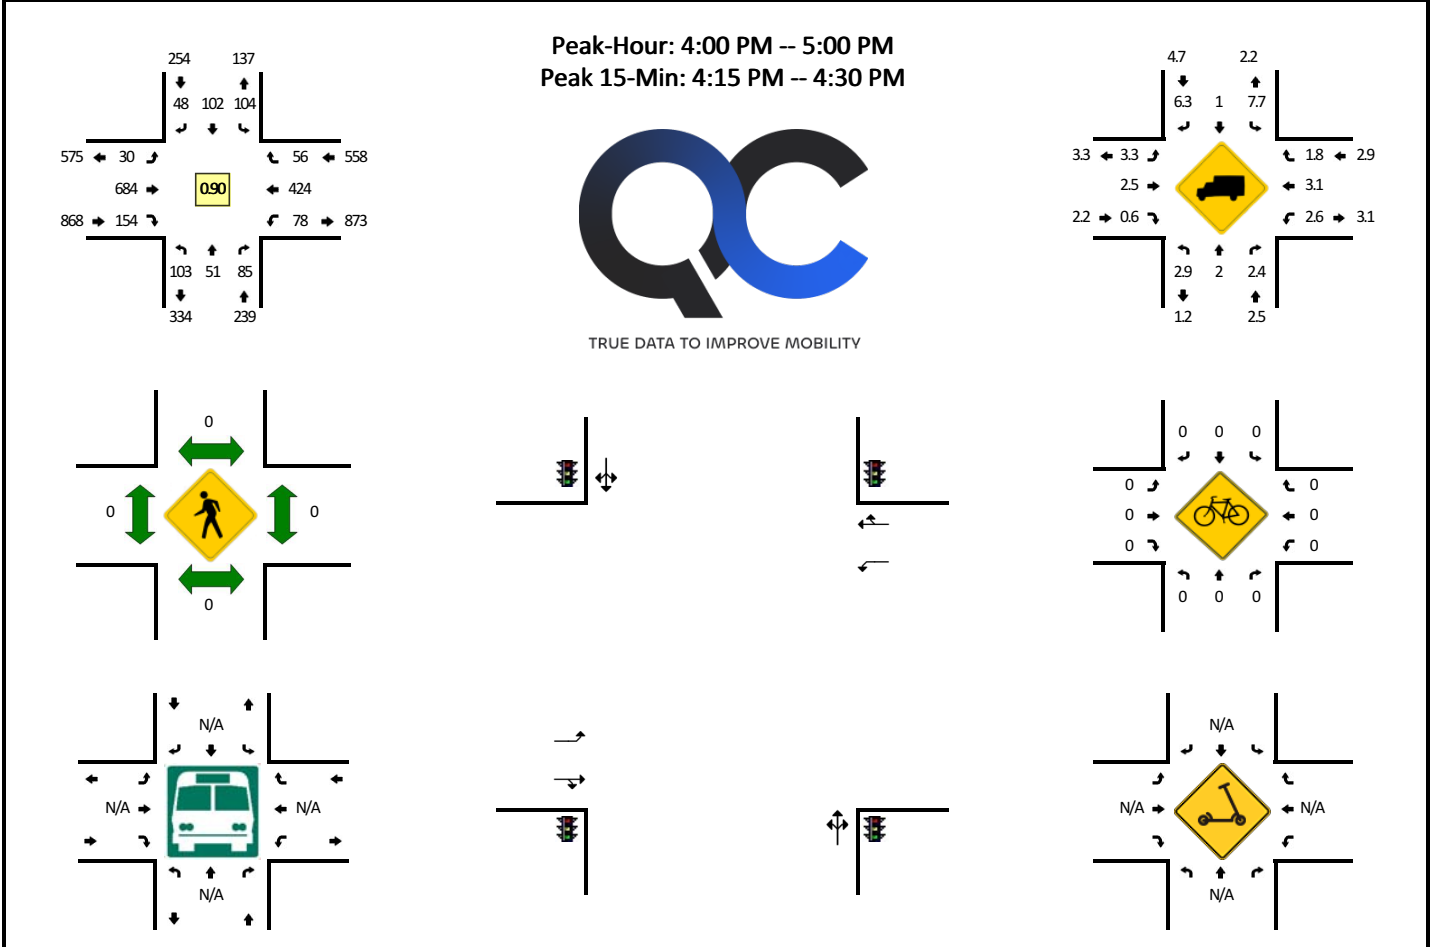 Peak-Hour: 4:00 PM -- 5:00 PM
Peak 15-Min: 4:15 PM -- 4:30 PM
254 137
48 102 104
575 30 56 558
684 0.90 424
868 154 78 873
103 51 85
334 239
QC
TRUE DATA TO IMPROVE MOBILITY
4.7 2.2
6.3 1 7.7
3.3 3.3 1.8 2.9
2.5 3.1
2.2 0.6 2.6 3.1
2.9 2 2.4
1.2 2.5
0
0 0
0
0 0 0
0 0
0 0
0 0
0 0 0
N/A
N/A N/A
N/A
N/A
N/A N/A
N/A